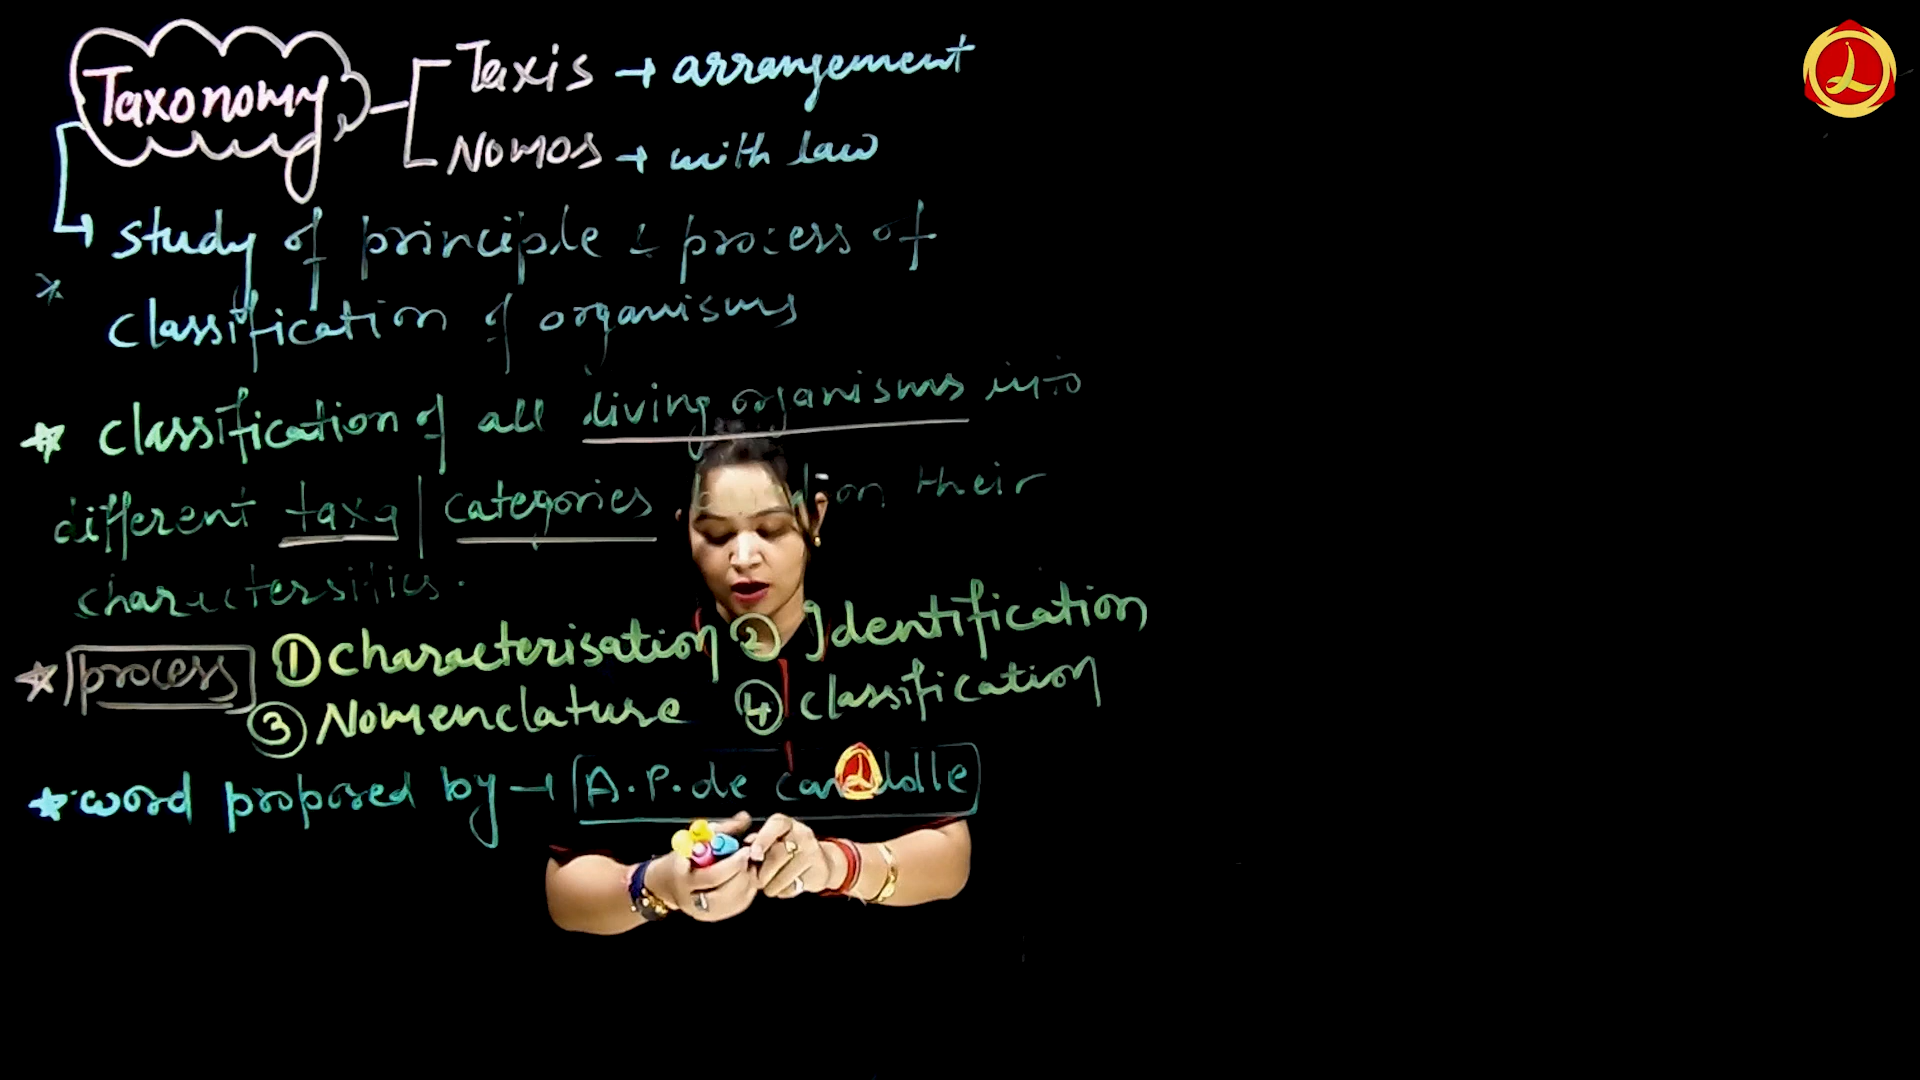 Taxonomy
Taxis → arrangement
Nomos → with law
study of principle & process of
classification of organisms
classification of all living organisms into
different taxa | categories based on their
charactersitics.
process ① characterisation ② Identification
③ Nomenclature ④ classification
word proposed by → A.P. de Candolle